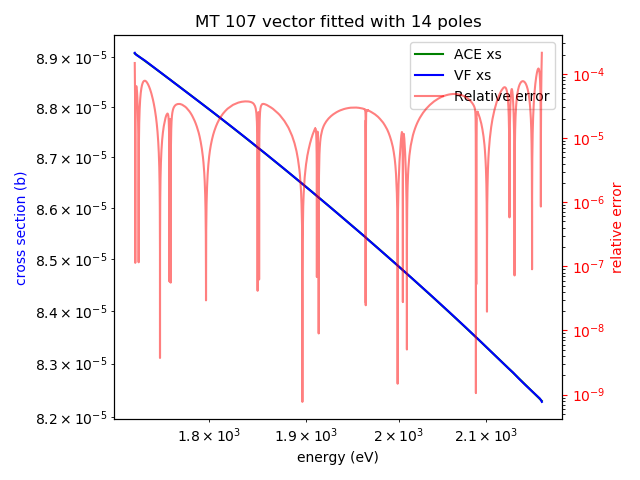 MT 107 vector fitted with 14 poles
ACE xs
VF xs
Relative error
8.9 × 10⁻⁵
8.8 × 10⁻⁵
8.7 × 10⁻⁵
8.6 × 10⁻⁵
8.5 × 10⁻⁵
8.4 × 10⁻⁵
8.3 × 10⁻⁵
8.2 × 10⁻⁵
cross section (b)
10⁻⁴
10⁻⁵
10⁻⁶
10⁻⁷
10⁻⁸
10⁻⁹
relative error
1.8 × 10³ 1.9 × 10³ 2 × 10³ 2.1 × 10³
energy (eV)